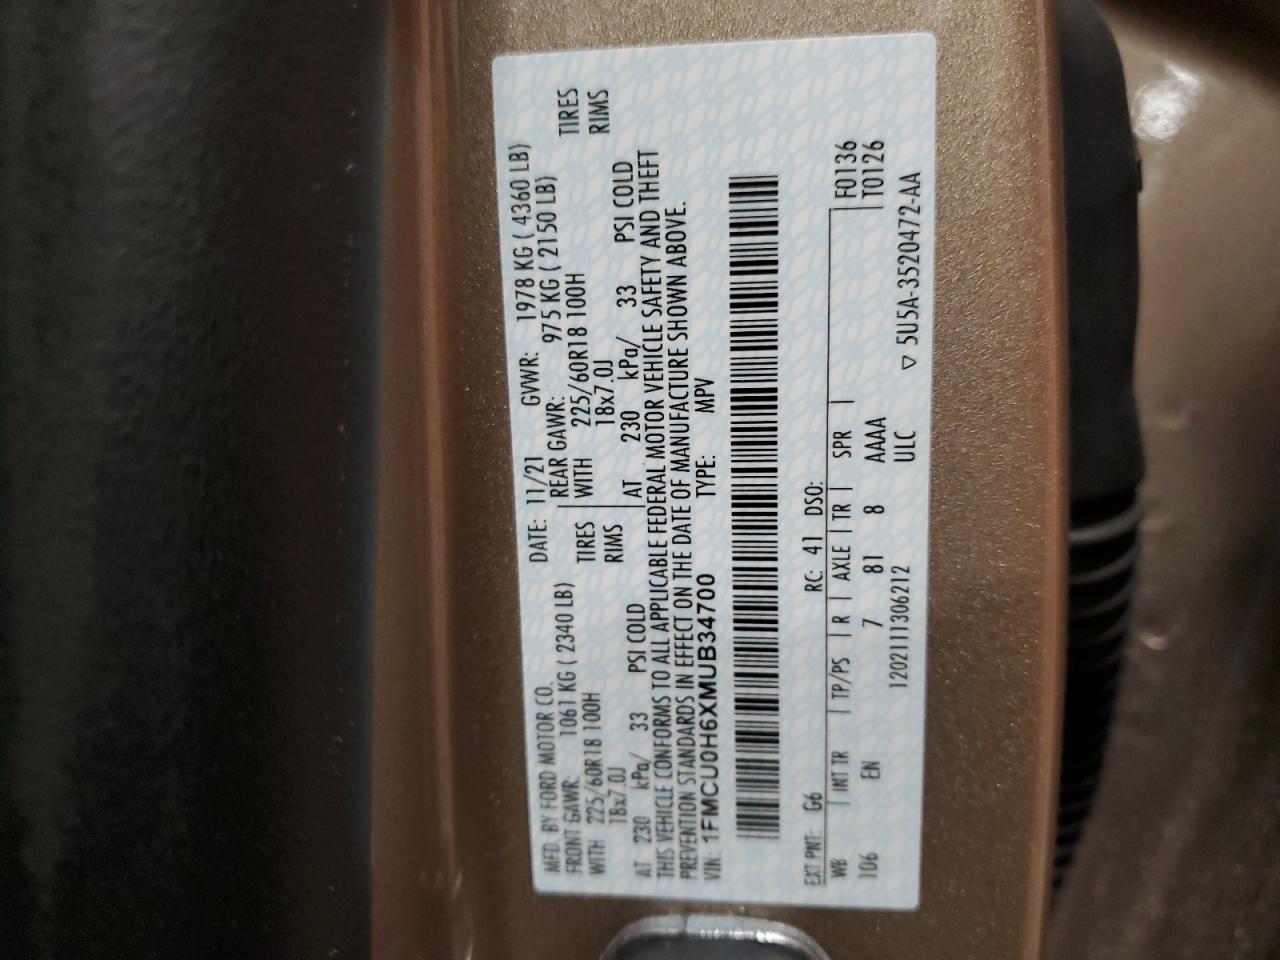 MFD. BY FORD MOTOR CO. DATE: 11/21 GVWR: 1978 KG ( 4360 LB)
FRONT GAWR: 1061 KG ( 2340 LB) REAR GAWR: 975 KG ( 2150 LB)
WITH 225/60R18 100H TIRES WITH 225/60R18 100H TIRES
18x7.0J RIMS 18x7.0J RIMS
AT 230 kPa/ 33 PSI COLD AT 230 kPa/ 33 PSI COLD
THIS VEHICLE CONFORMS TO ALL APPLICABLE FEDERAL MOTOR VEHICLE SAFETY AND THEFT
PREVENTION STANDARDS IN EFFECT ON THE DATE OF MANUFACTURE SHOWN ABOVE.
VIN: 1FMCU0H6XMUB34700 TYPE: MPV
EXT PNT: G6 RC: 41 DSO: F0136
WB INT TR TP/PS R AXLE TR SPR T0126
106 EN 7 81 8 AAAA
1202111306212 ULC ▽ 5U5A-3520472-AA